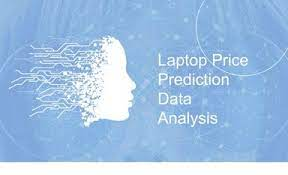 Laptop Price
Prediction
Data
Analysis